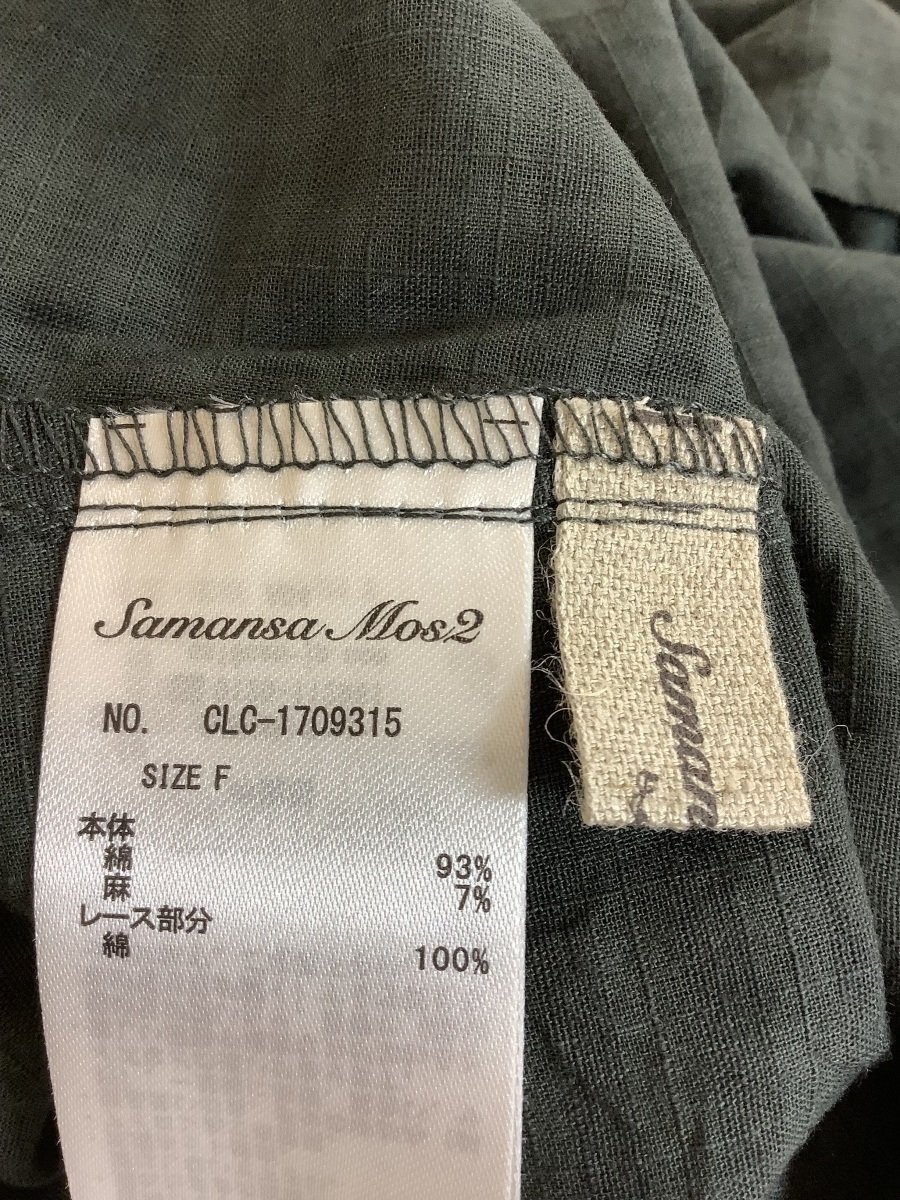 Samansa Mos2
NO. CLC-1709315
SIZE F
本体
綿 93%
麻 7%
レース部分
綿 100%
Saman